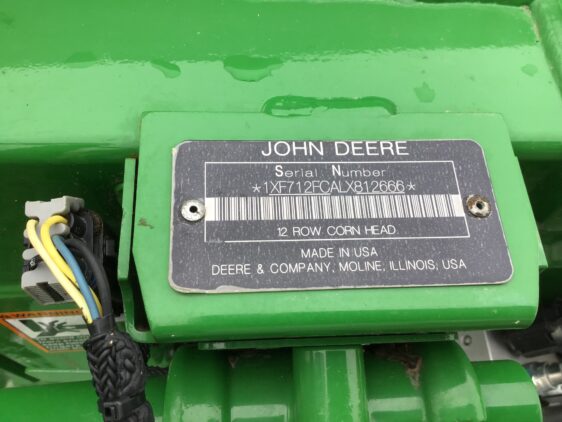 JOHN DEERE
Serial Number
*1XF712FCALX812666*
12 ROW CORN HEAD
MADE IN USA
DEERE & COMPANY, MOLINE, ILLINOIS, USA